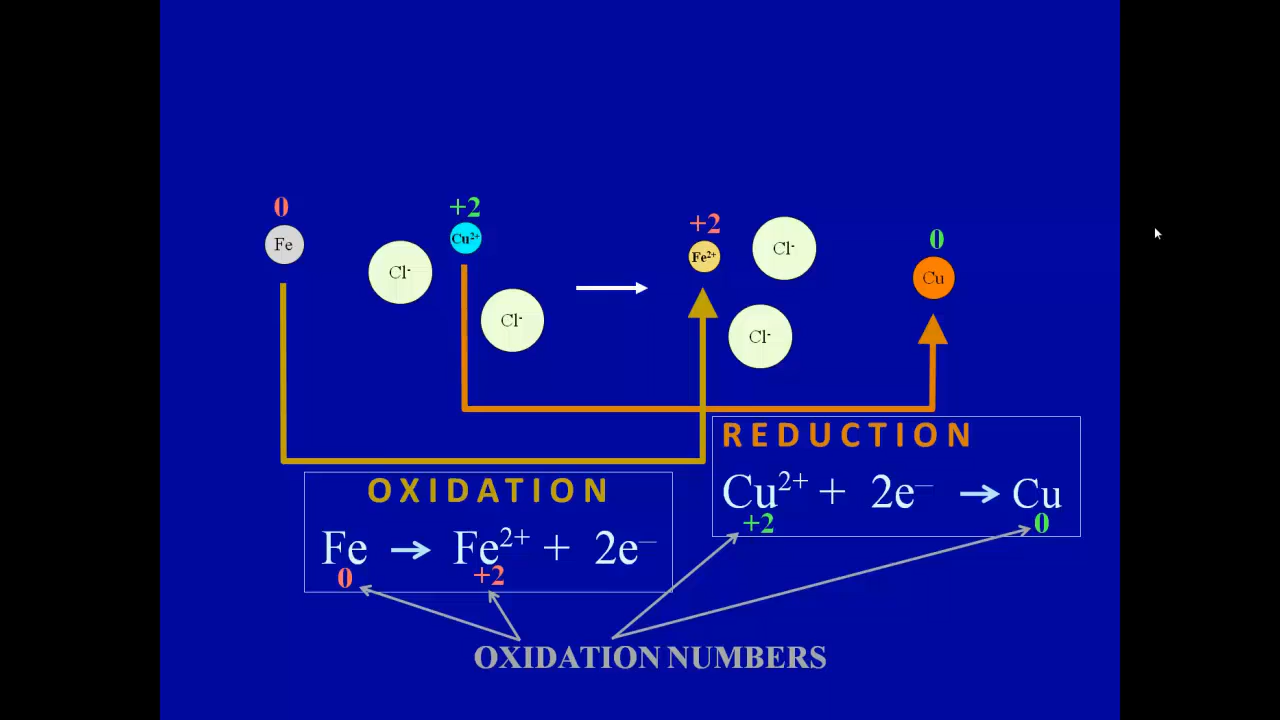 0 +2 +2 0
Fe Cl⁻ Cu²⁺ Cl⁻ Fe²⁺ Cl⁻ Cl⁻ Cu
REDUCTION
Cu²⁺ + 2e⁻ → Cu
+2 0
OXIDATION
Fe → Fe²⁺ + 2e⁻
0 +2
OXIDATION NUMBERS